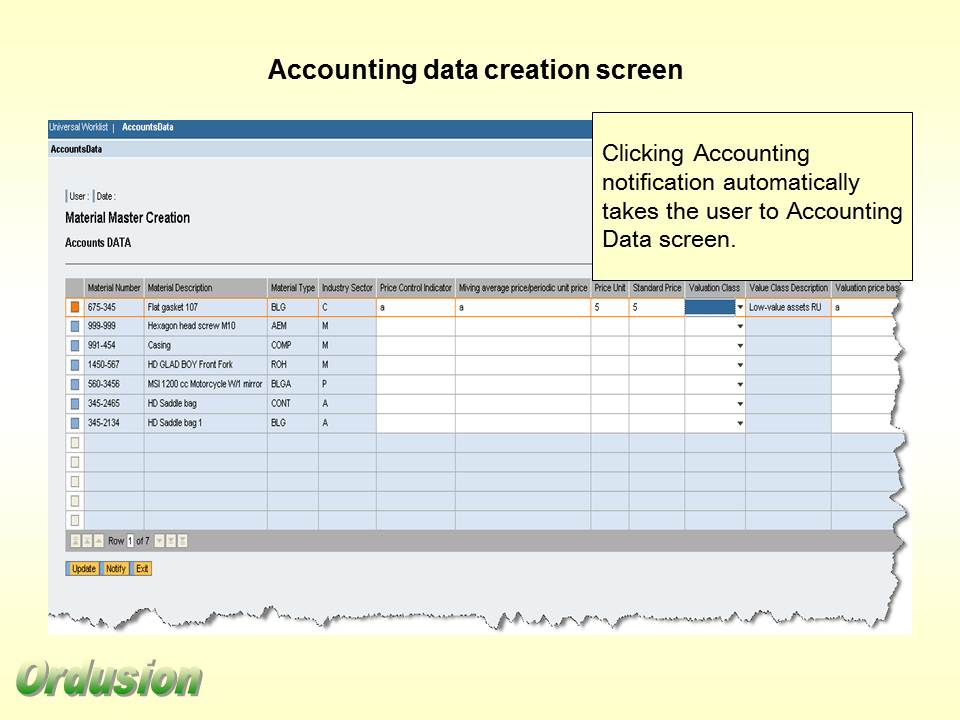 Accounting data creation screen
Universal Worklist | AccountsData
AccountsData
Clicking Accounting
notification automatically
takes the user to Accounting
Data screen.
User : Date :
Material Master Creation
Accounts DATA
Material Number Material Description Material Type Industry Sector Price Control Indicator Miving average price/periodic unit price Price Unit Standard Price Valuation Class Value Class Description Valuation price bas
675-345 Flat gasket 107 BLG C a a 5 5 Low-value assets RU a
999-999 Hexagon head screw M10 AEM M
991-454 Casing COMP M
1450-567 HD GLAD BOY Front Fork ROH M
560-3456 MSI 1200 cc Motorcycle W/1 mirror BLGA P
345-2465 HD Saddle bag CONT A
345-2134 HD Saddle bag 1 BLG A
Row 1 of 7
Update Notify Exit
Ordusion